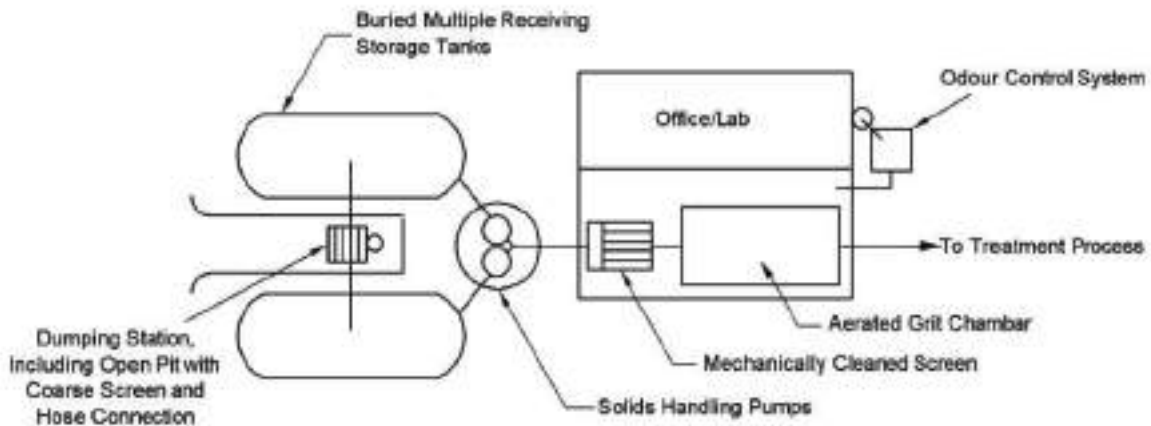 Buried Multiple Receiving
Storage Tanks
Odour Control System
Office/Lab
To Treatment Process
Aerated Grit Chambar
Mechanically Cleaned Screen
Solids Handling Pumps
Dumping Station,
Including Open Pit with
Coarse Screen and
Hose Connection